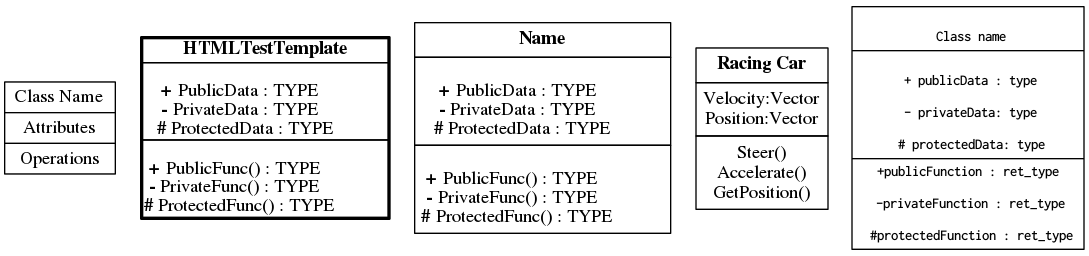 Class Name
Attributes
Operations
HTMLTestTemplate
+ PublicData : TYPE
- PrivateData : TYPE
# ProtectedData : TYPE
+ PublicFunc() : TYPE
- PrivateFunc() : TYPE
# ProtectedFunc() : TYPE
Name
+ PublicData : TYPE
- PrivateData : TYPE
# ProtectedData : TYPE
+ PublicFunc() : TYPE
- PrivateFunc() : TYPE
# ProtectedFunc() : TYPE
Racing Car
Velocity:Vector
Position:Vector
Steer()
Accelerate()
GetPosition()
Class name
+ publicData : type
- privateData: type
# protectedData: type
+publicFunction : ret_type
-privateFunction : ret_type
#protectedFunction : ret_type